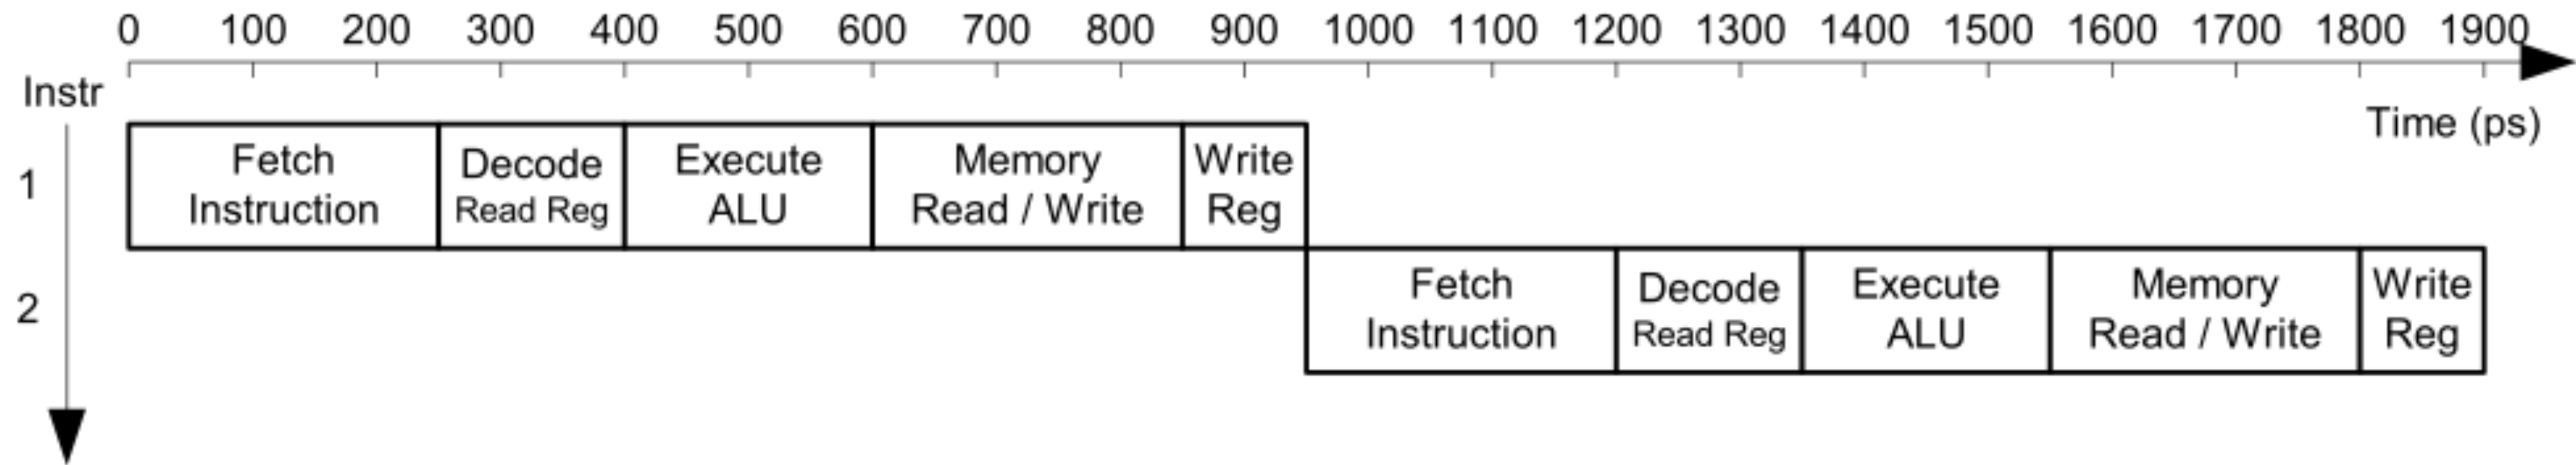 0 100 200 300 400 500 600 700 800 900 1000 1100 1200 1300 1400 1500 1600 1700 1800 1900
Instr
Time (ps)
1
Fetch
Instruction
Decode
Read Reg
Execute
ALU
Memory
Read / Write
Write
Reg
2
Fetch
Instruction
Decode
Read Reg
Execute
ALU
Memory
Read / Write
Write
Reg